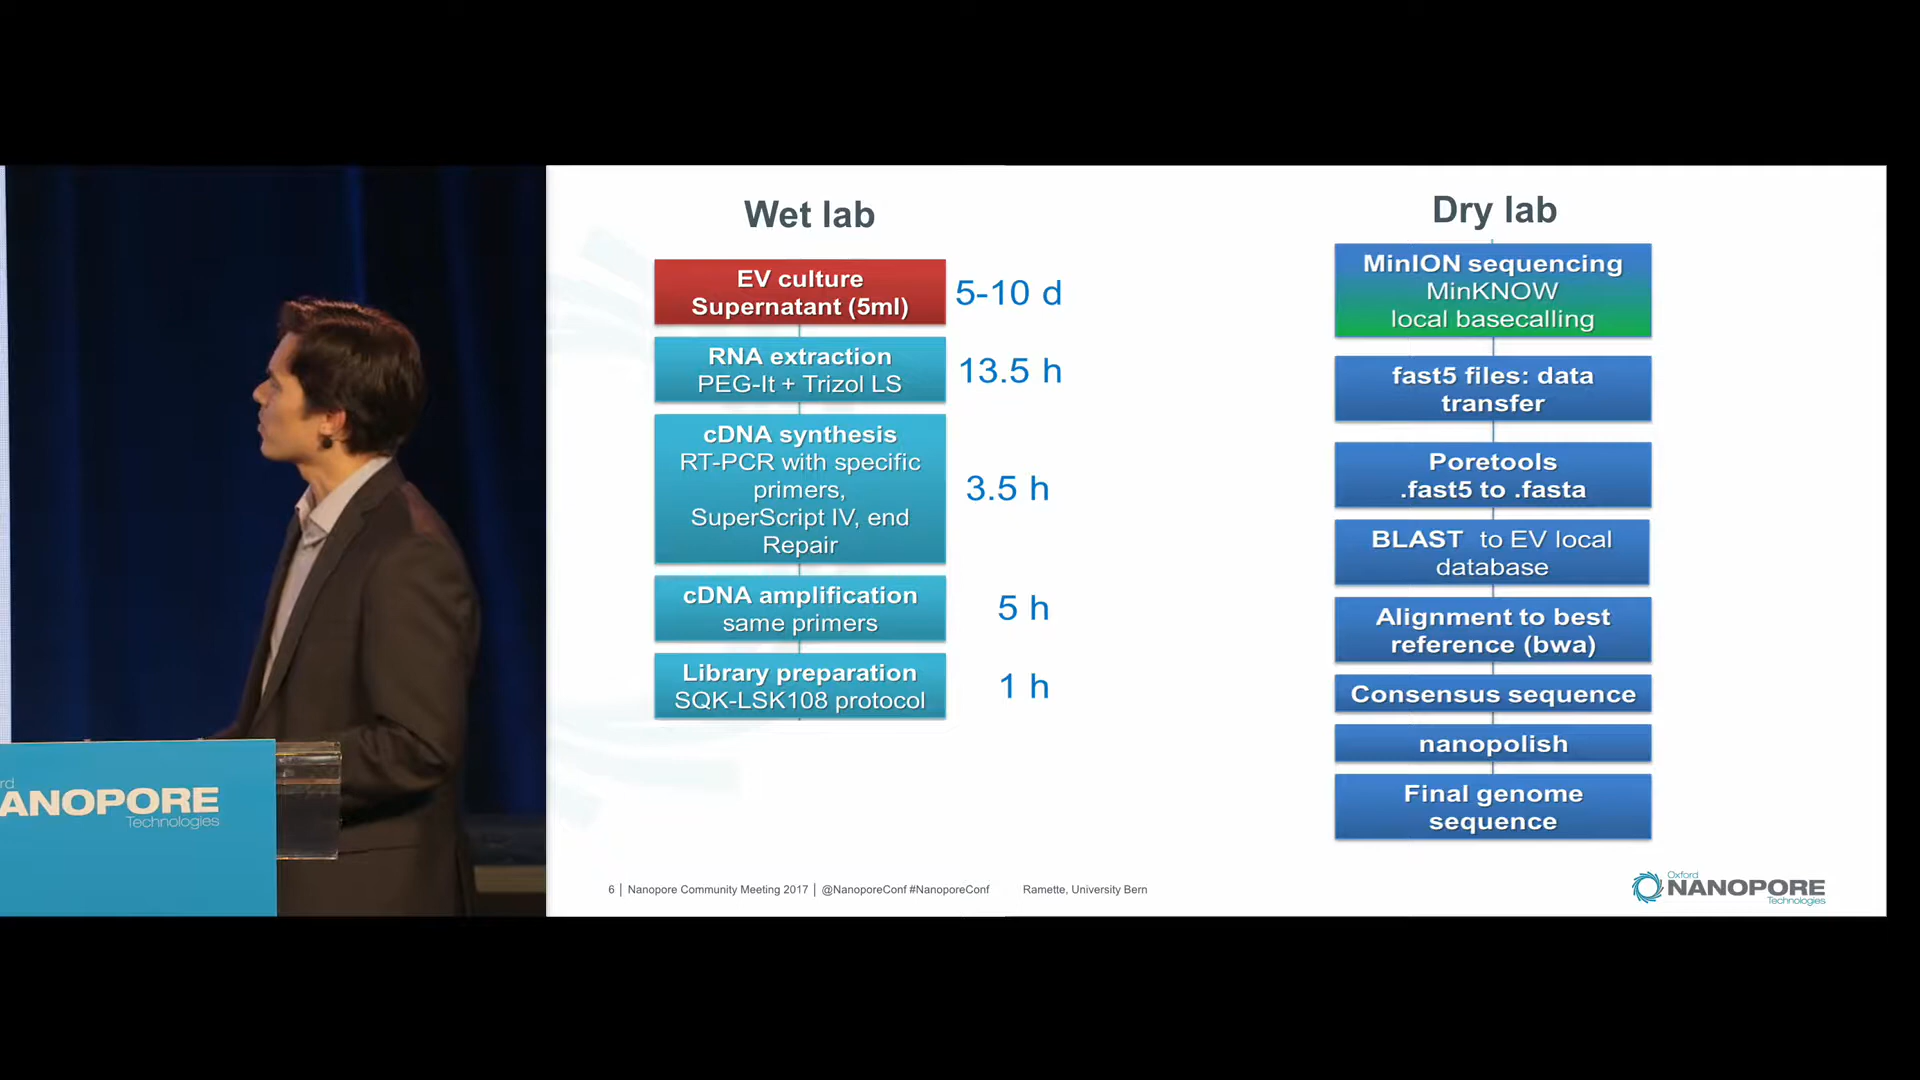 Wet lab
EV culture
Supernatant (5ml)
5-10 d
RNA extraction
PEG-It + Trizol LS
13.5 h
cDNA synthesis
RT-PCR with specific
primers,
SuperScript IV, end
Repair
3.5 h
cDNA amplification
same primers
5 h
Library preparation
SQK-LSK108 protocol
1 h
Dry lab
MinION sequencing
MinKNOW
local basecalling
fast5 files: data
transfer
Poretools
.fast5 to .fasta
BLAST to EV local
database
Alignment to best
reference (bwa)
Consensus sequence
nanopolish
Final genome
sequence
6 | Nanopore Community Meeting 2017 | @NanoporeConf #NanoporeConf Ramette, University Bern
Oxford
NANOPORE
Technologies
rd
ANOPORE
Technologies